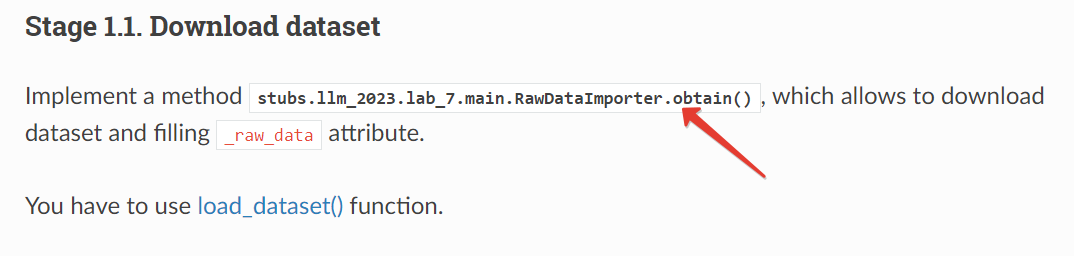 Stage 1.1. Download dataset
Implement a method stubs.llm_2023.lab_7.main.RawDataImporter.obtain() , which allows to download
dataset and filling _raw_data attribute.
You have to use load_dataset() function.